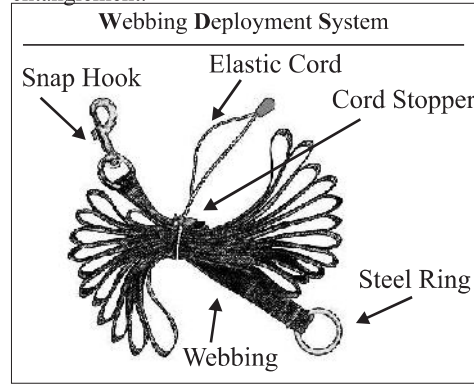 Webbing Deployment System
Elastic Cord
Snap Hook
Cord Stopper
Steel Ring
Webbing